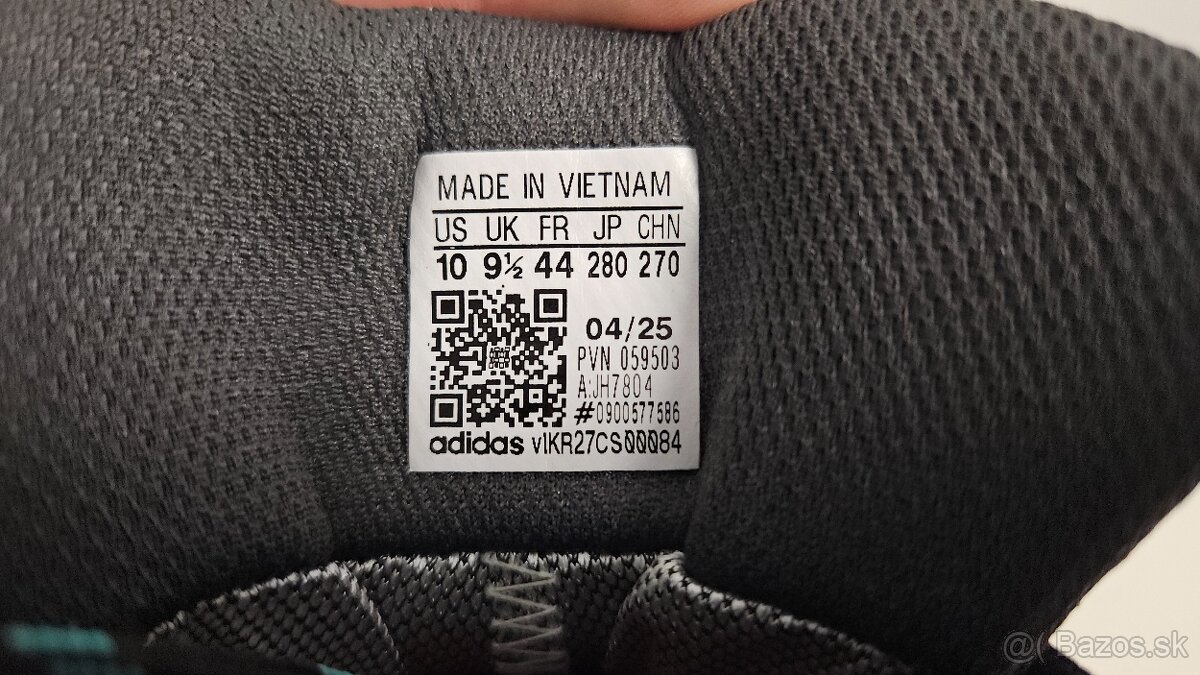 MADE IN VIETNAM
US UK FR JP CHN
10 9½ 44 280 270
04/25
PVN 059503
A:JH7804
#0900577586
adidas vIKR27CS00084
@( Bazos.sk